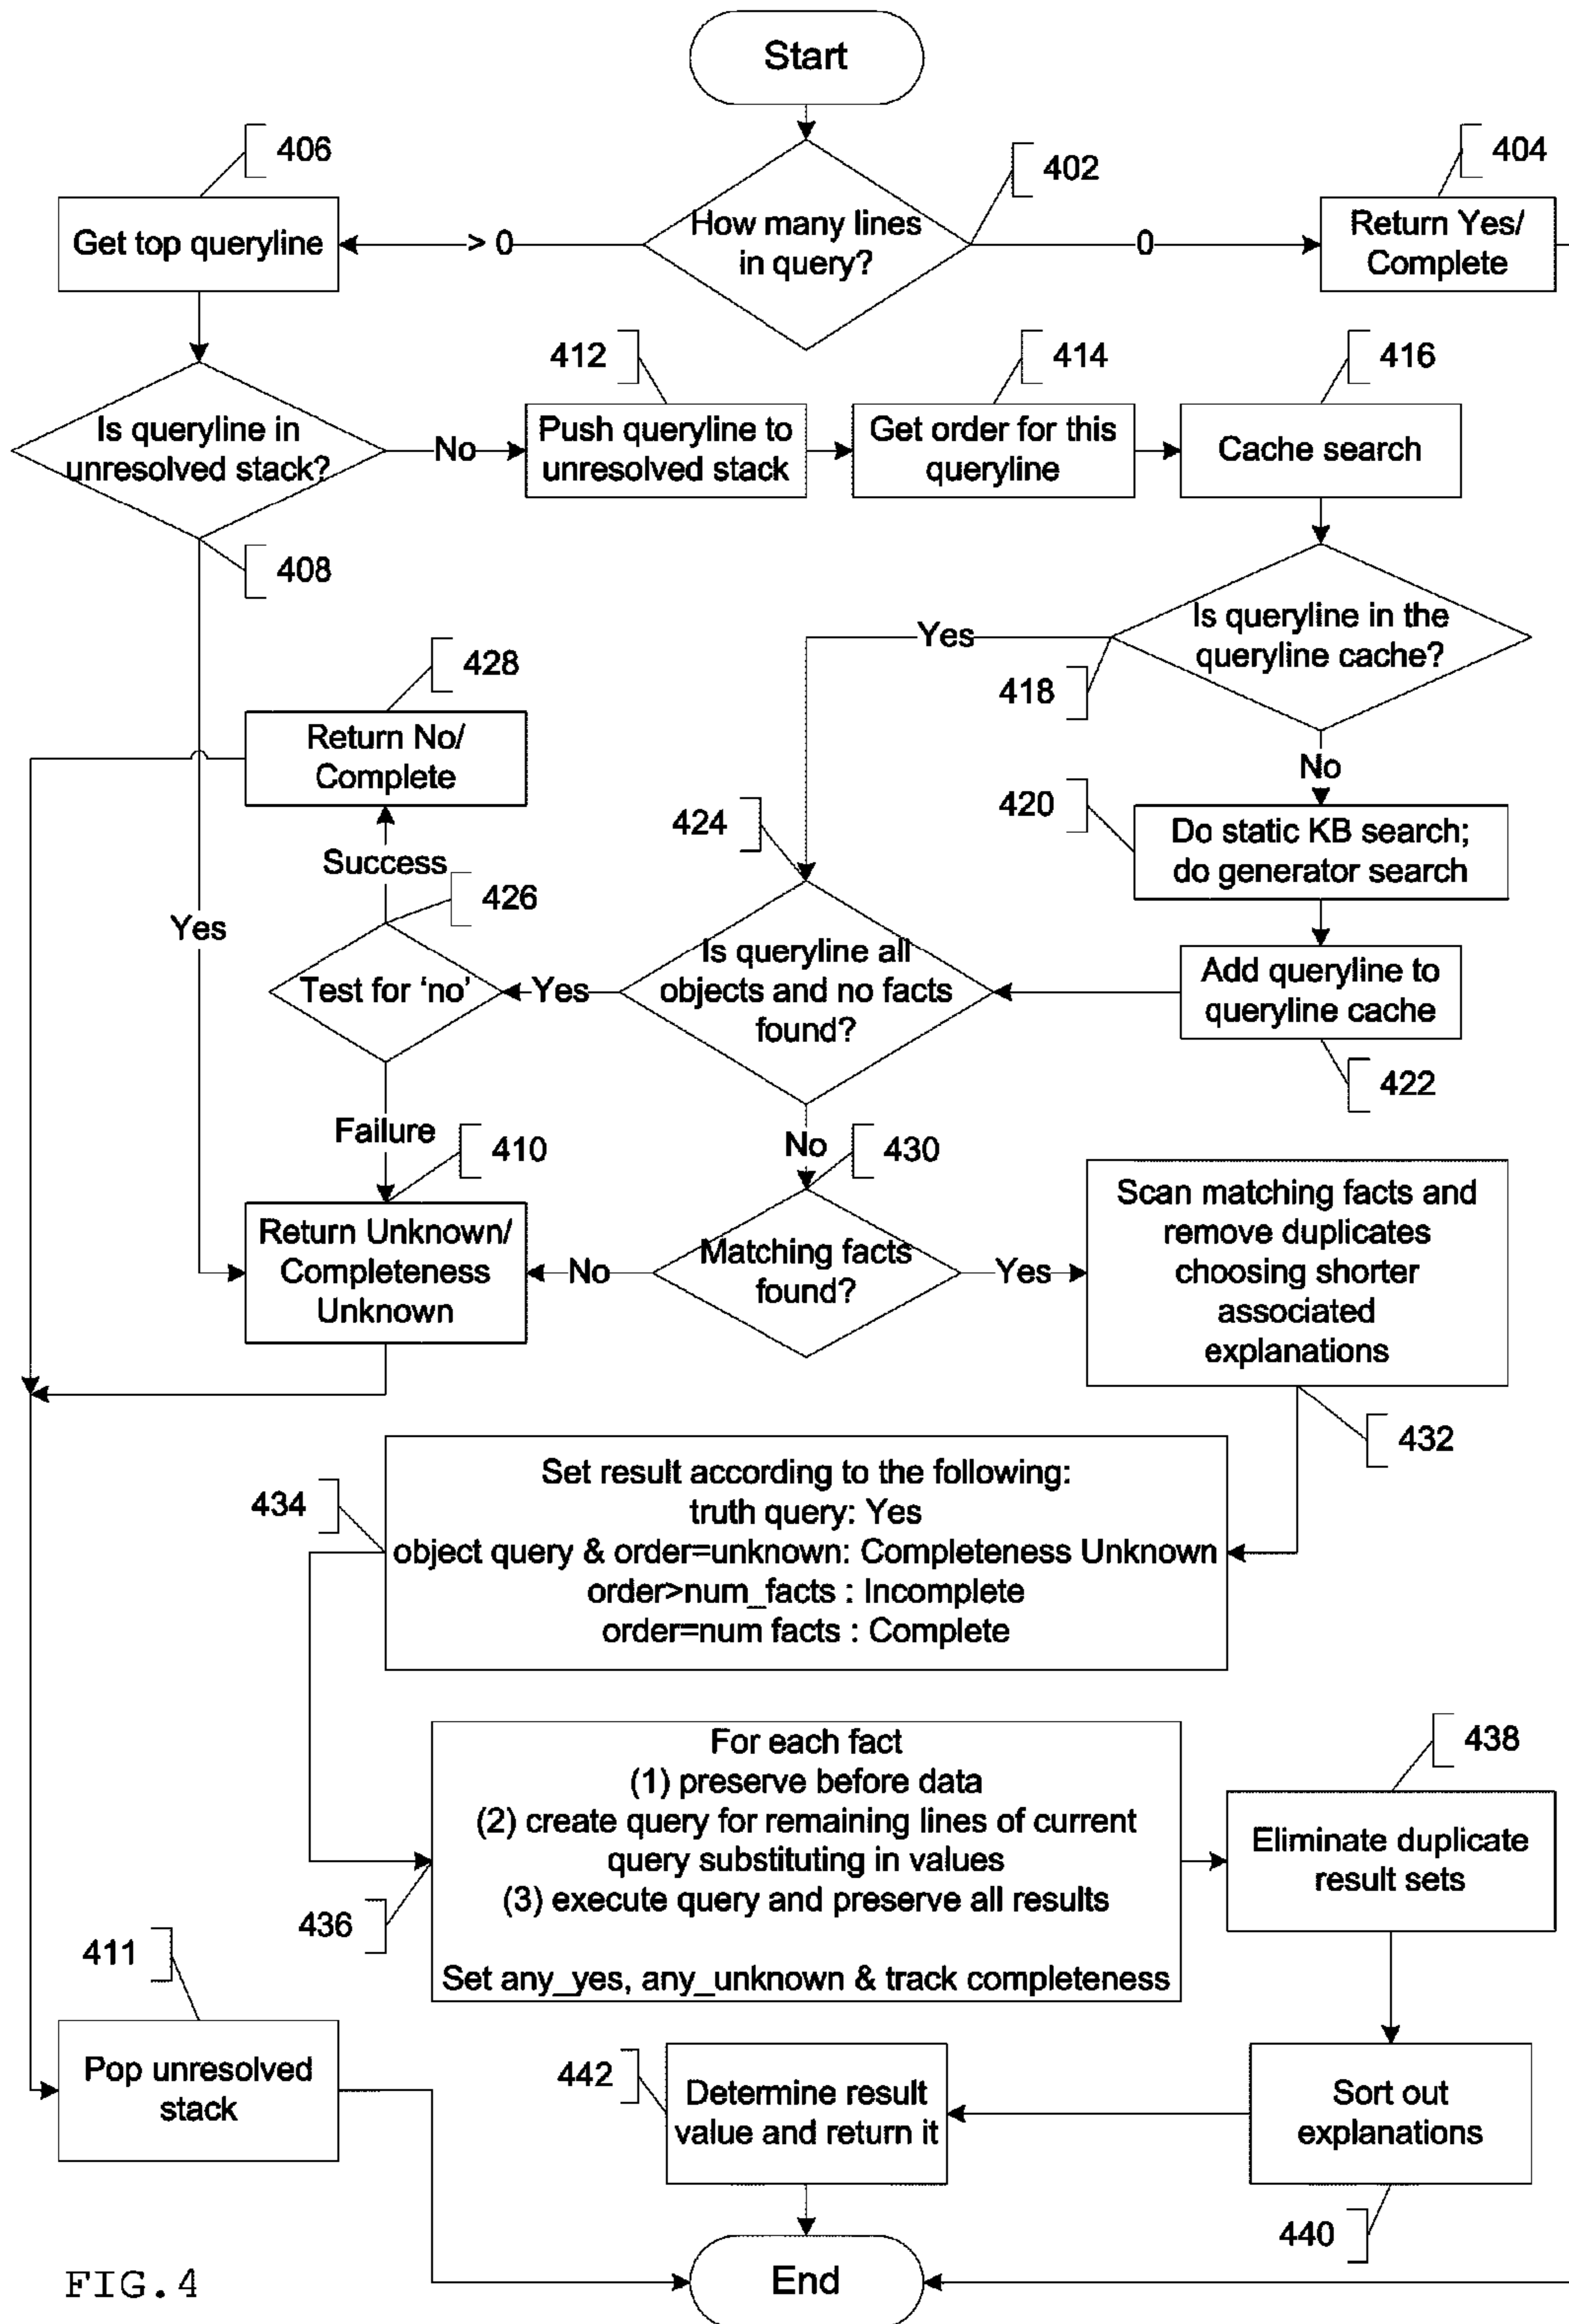 Start
406
402
404
Get top queryline
> 0
How many lines
in query?
0
Return Yes/
Complete
412
414
416
Is queryline in
unresolved stack?
No
Push queryline to
unresolved stack
Get order for this
queryline
Cache search
408
Is queryline in the
queryline cache?
Yes
418
428
Return No/
Complete
No
420
Do static KB search;
do generator search
424
Success
426
Yes
Test for 'no'
Yes
Is queryline all
objects and no facts
found?
Add queryline to
queryline cache
422
Failure
410
No
430
Return Unknown/
Completeness
Unknown
No
Matching facts
found?
Yes
Scan matching facts and
remove duplicates
choosing shorter
associated
explanations
432
434
Set result according to the following:
truth query: Yes
object query & order=unknown: Completeness Unknown
order>num_facts : Incomplete
order=num facts : Complete
436
For each fact
(1) preserve before data
(2) create query for remaining lines of current
query substituting in values
(3) execute query and preserve all results
Set any_yes, any_unknown & track completeness
438
Eliminate duplicate
result sets
411
Pop unresolved
stack
442
Determine result
value and return it
Sort out
explanations
440
End
FIG.4